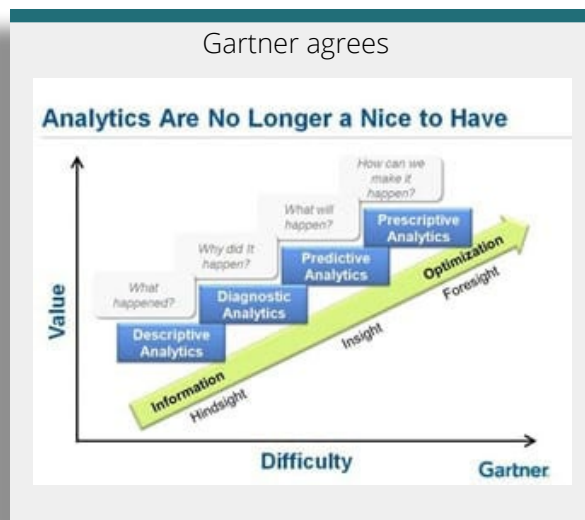 Gartner agrees
Analytics Are No Longer a Nice to Have
How can we
make it
happen?
What will
happen?
Why did It
happen?
What
happened?
Prescriptive
Analytics
Predictive
Analytics
Diagnostic
Analytics
Descriptive
Analytics
Value
Information
Optimization
Hindsight
Insight
Foresight
Difficulty
Gartner